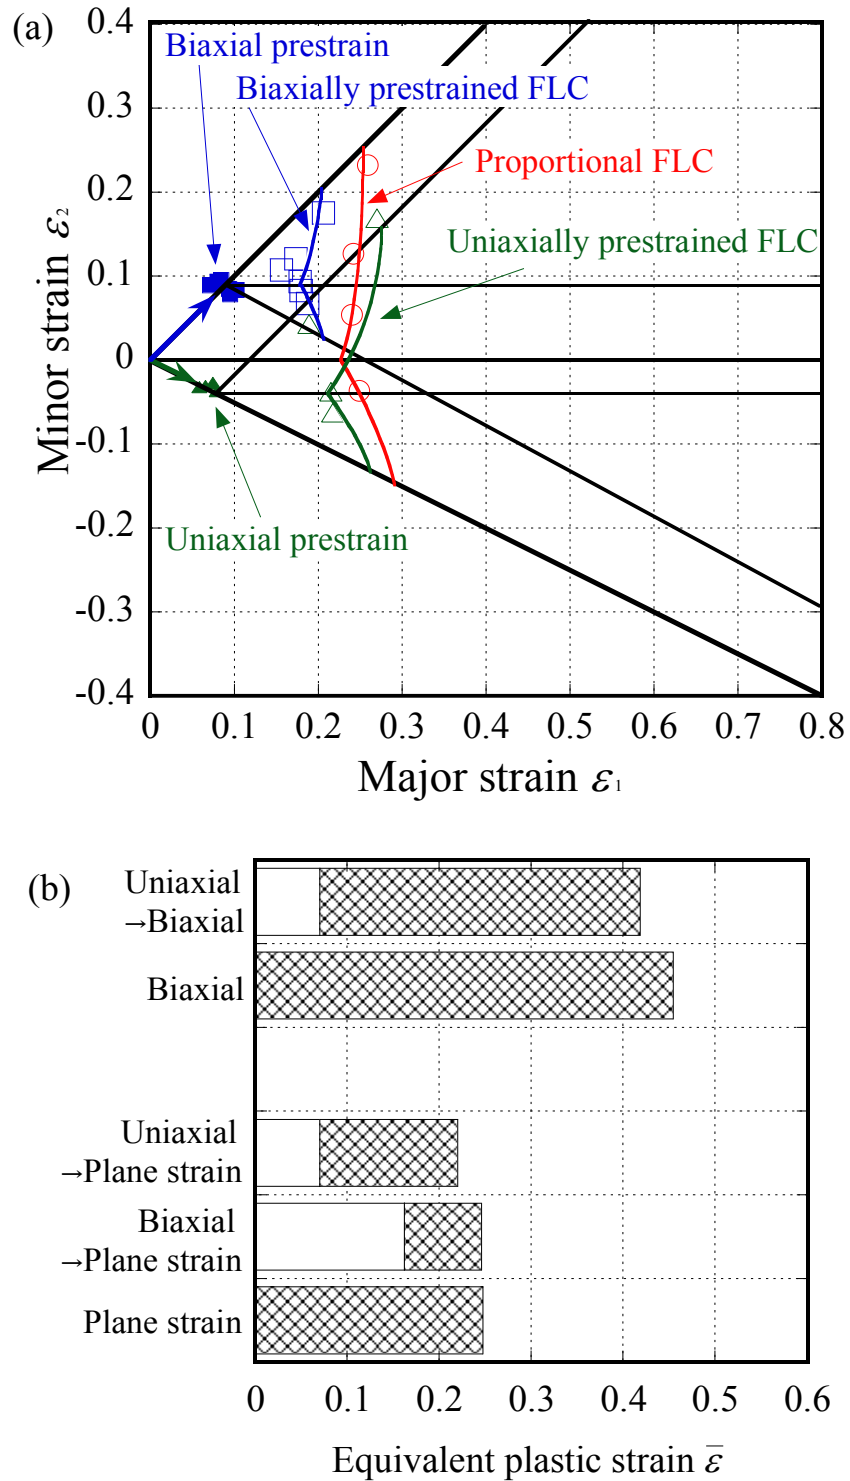 (a)
0.4
0.3
0.2
0.1
0
-0.1
-0.2
-0.3
-0.4
Minor strain ε₂
Biaxial prestrain
Biaxially prestrained FLC
Proportional FLC
Uniaxially prestrained FLC
Uniaxial prestrain
0 0.1 0.2 0.3 0.4 0.5 0.6 0.7 0.8
Major strain ε₁
(b)
Uniaxial
→Biaxial
Biaxial
Uniaxial
→Plane strain
Biaxial
→Plane strain
Plane strain
0 0.1 0.2 0.3 0.4 0.5 0.6
Equivalent plastic strain ε̅